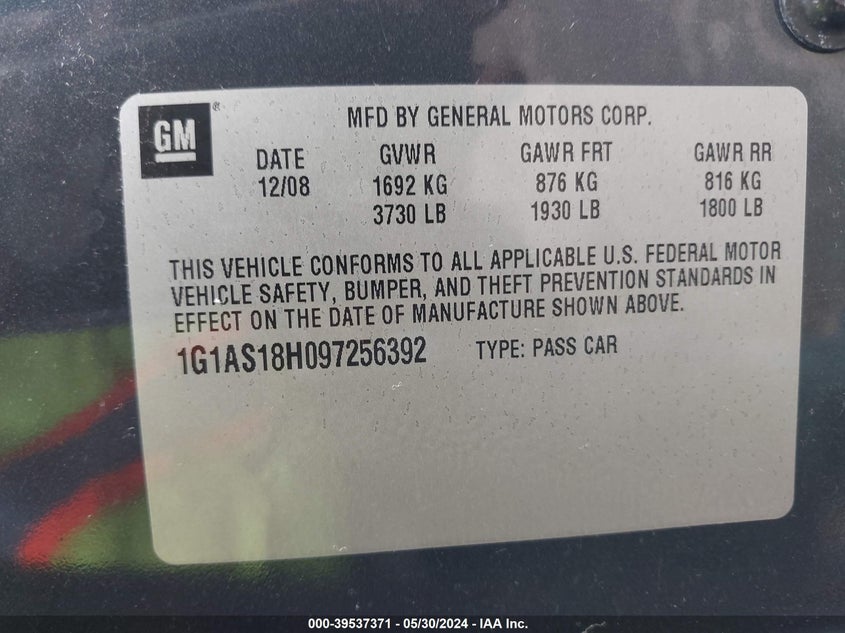 GM®
MFD BY GENERAL MOTORS CORP.
DATE GVWR GAWR FRT GAWR RR
12/08 1692 KG 876 KG 816 KG
3730 LB 1930 LB 1800 LB
THIS VEHICLE CONFORMS TO ALL APPLICABLE U.S. FEDERAL MOTOR
VEHICLE SAFETY, BUMPER, AND THEFT PREVENTION STANDARDS IN
EFFECT ON THE DATE OF MANUFACTURE SHOWN ABOVE.
1G1AS18H097256392 TYPE: PASS CAR
000-39537371 - 05/30/2024 - IAA Inc.